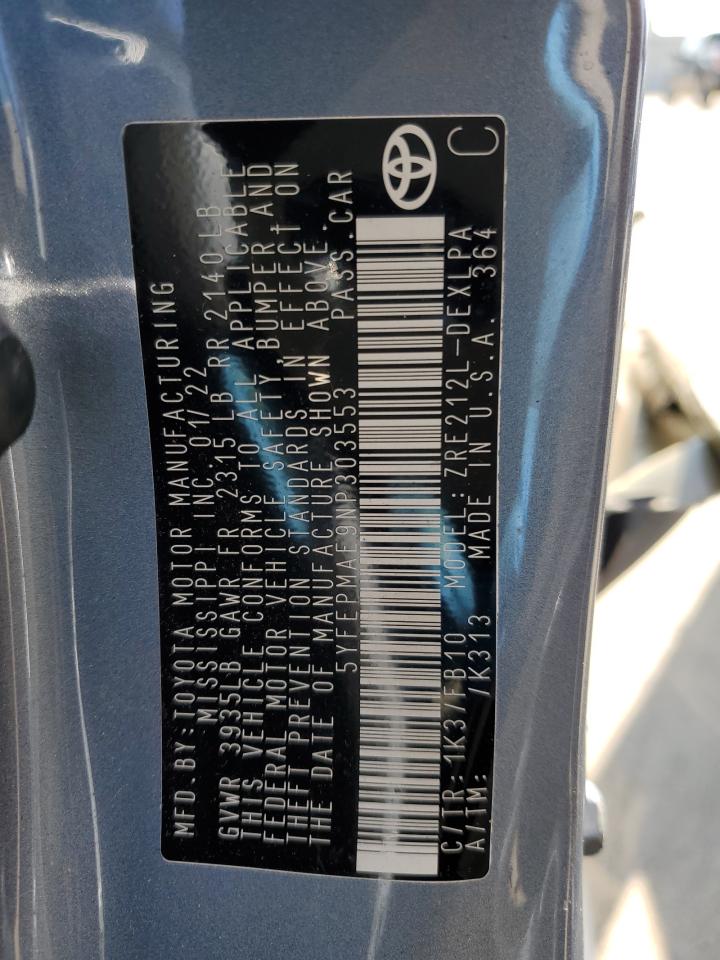 MFD. BY: TOYOTA MOTOR MANUFACTURING
MISSISSIPPI INC. 01/22
GVWR 3935LB GAWR FR 2315 LB RR 2140 LB
THIS VEHICLE CONFORMS TO ALL APPLICABLE
FEDERAL MOTOR VEHICLE SAFETY BUMPER, AND
THEFT PREVENTION STANDARDS IN EFFECT ON
THE DATE OF MANUFACTURE SHOWN ABOVE.
5YFEPMAE9NP303553 PASS. CAR
C/TR: 1K3/FB10 MODEL: ZRE212L-DEXLPA
A/TM: /K313 MADE IN U.S.A. 364
C